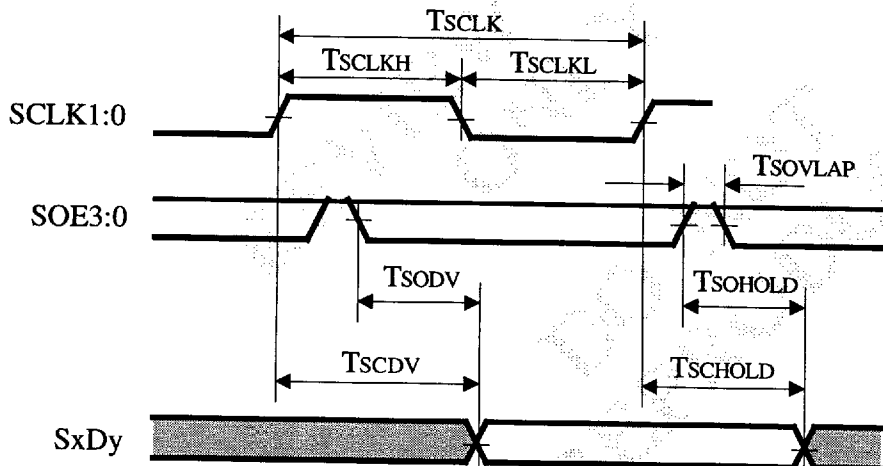 TSCLK
TSCLKH
TSCLKL
SCLK1:0
TSOVLAP
SOE3:0
TSODV
TSOHOLD
TSCDV
TSCHOLD
SxDy